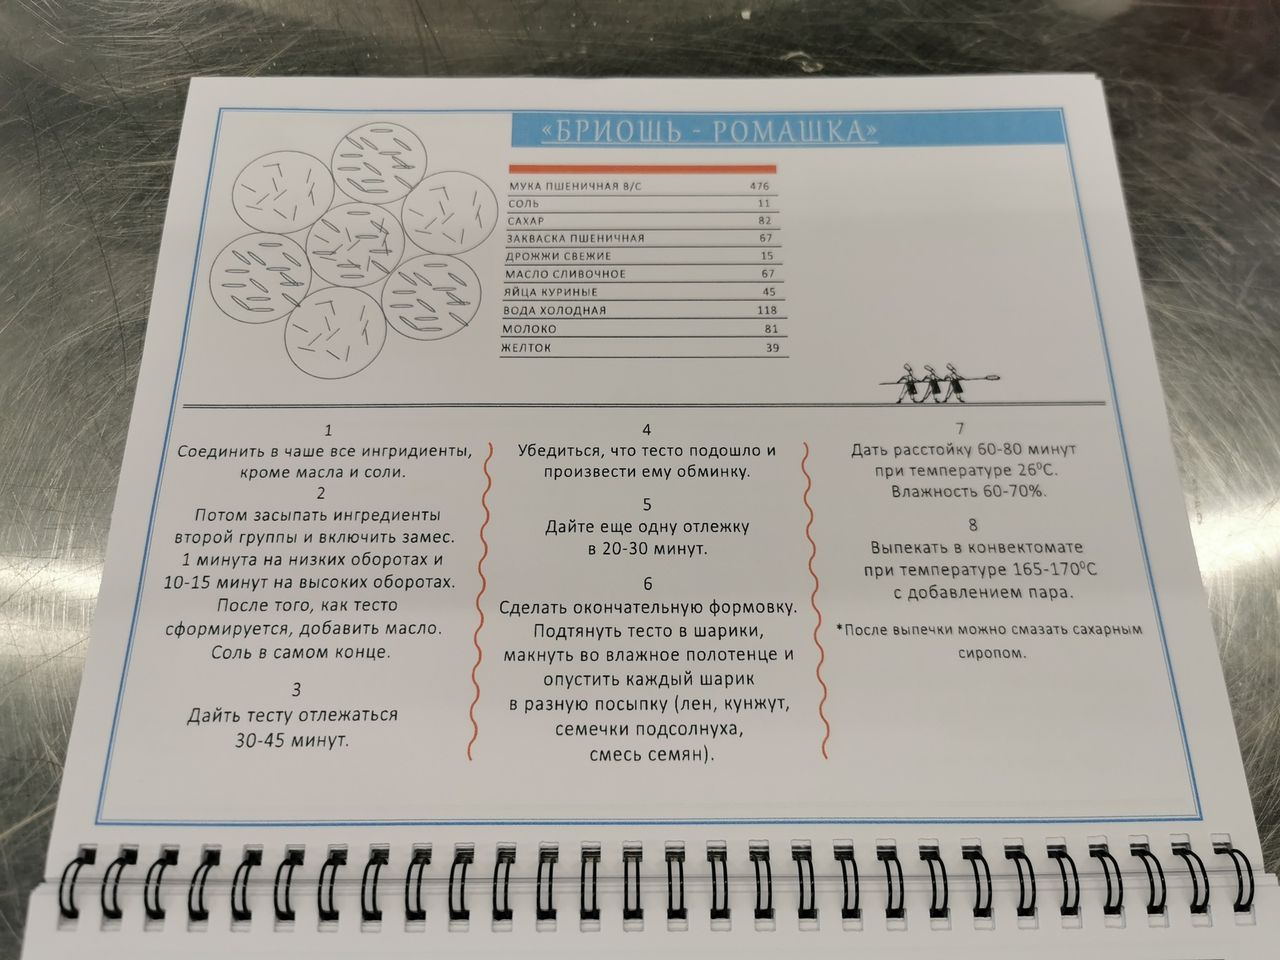 «БРИОШЬ - РОМАШКА»
МУКА ПШЕНИЧНАЯ В/С 476
СОЛЬ 11
САХАР 82
ЗАКВАСКА ПШЕНИЧНАЯ 67
ДРОЖЖИ СВЕЖИЕ 15
МАСЛО СЛИВОЧНОЕ 67
ЯЙЦА КУРИНЫЕ 45
ВОДА ХОЛОДНАЯ 118
МОЛОКО 81
ЖЕЛТОК 39
1
Соединить в чаше все ингридиенты,
кроме масла и соли.
2
Потом засыпать ингредиенты
второй группы и включить замес.
1 минута на низких оборотах и
10-15 минут на высоких оборотах.
После того, как тесто
сформируется, добавить масло.
Соль в самом конце.
3
Дайть тесту отлежаться
30-45 минут.
4
Убедиться, что тесто подошло и
произвести ему обминку.
5
Дайте еще одну отлежку
в 20-30 минут.
6
Сделать окончательную формовку.
Подтянуть тесто в шарики,
макнуть во влажное полотенце и
опустить каждый шарик
в разную посыпку (лен, кунжут,
семечки подсолнуха,
смесь семян).
7
Дать расстойку 60-80 минут
при температуре 26⁰С.
Влажность 60-70%.
8
Выпекать в конвектомате
при температуре 165-170⁰С
с добавлением пара.
*После выпечки можно смазать сахарным
сиропом.